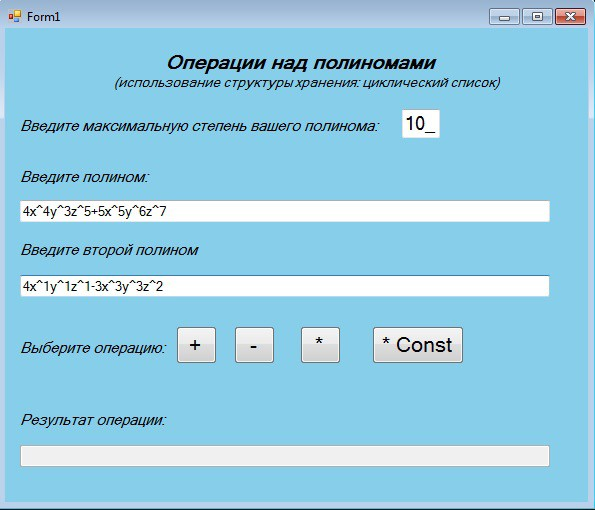 Form1
Операции над полиномами
(использование структуры хранения: циклический список)
Введите максимальную степень вашего полинома: 10_
Введите полином:
4x^4y^3z^5+5x^5y^6z^7
Введите второй полином
4x^1y^1z^1-3x^3y^3z^2
Выберите операцию: + - * * Const
Результат операции: